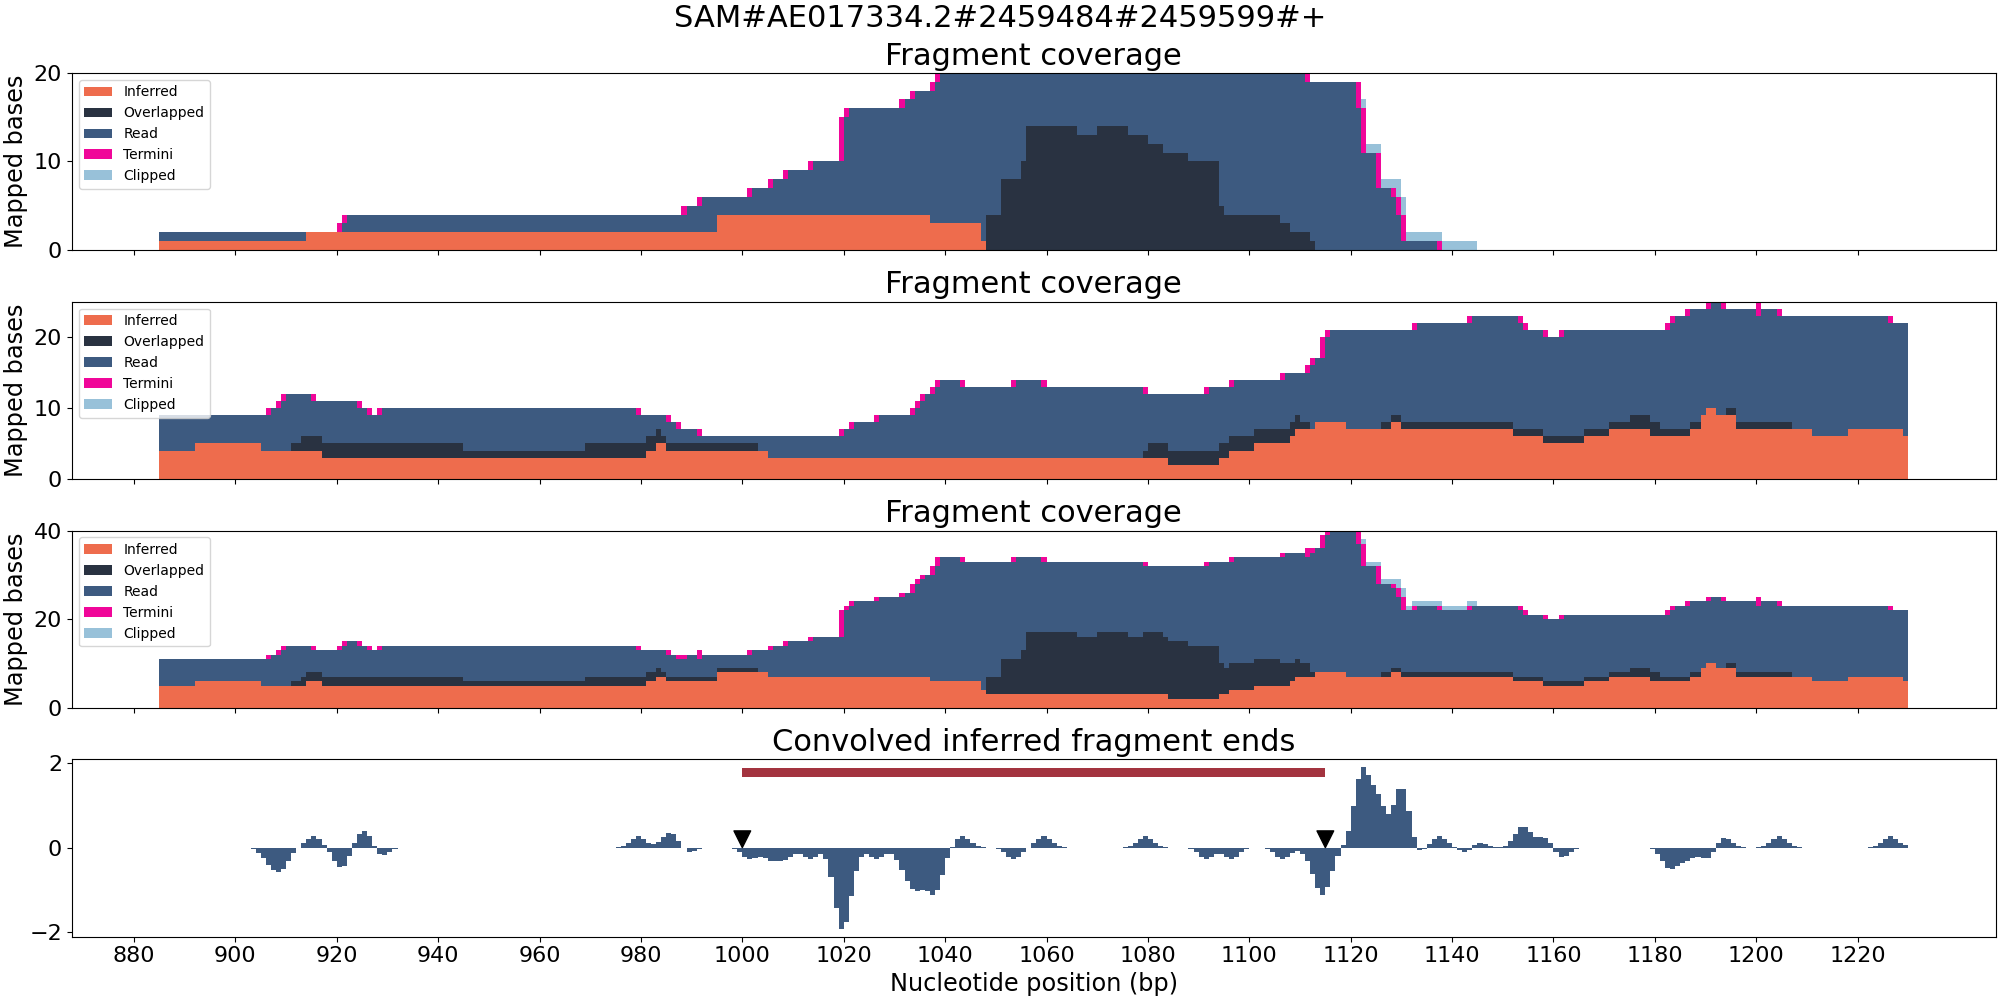 SAM#AE017334.2#2459484#2459599#+
Fragment coverage
Mapped bases
20
10
0
Inferred
Overlapped
Read
Termini
Clipped
Fragment coverage
Mapped bases
20
10
0
Inferred
Overlapped
Read
Termini
Clipped
Fragment coverage
Mapped bases
40
20
0
Inferred
Overlapped
Read
Termini
Clipped
Convolved inferred fragment ends
2
0
−2
880 900 920 940 960 980 1000 1020 1040 1060 1080 1100 1120 1140 1160 1180 1200 1220
Nucleotide position (bp)